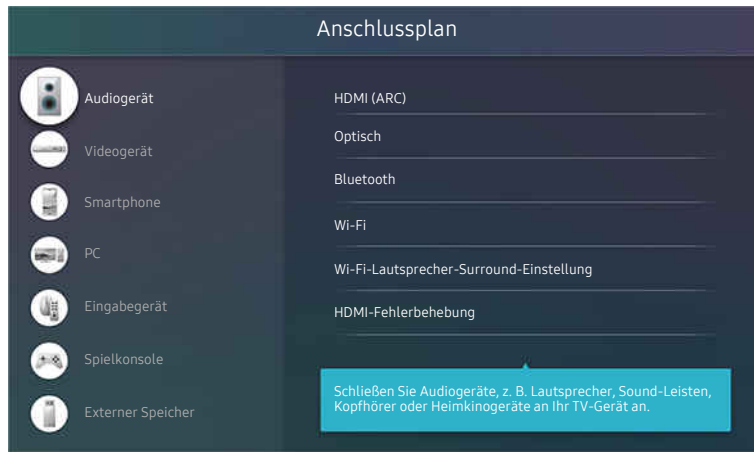 Anschlussplan
Audiogerät
Videogerät
Smartphone
PC
Eingabegerät
Spielkonsole
Externer Speicher
HDMI (ARC)
Optisch
Bluetooth
Wi-Fi
Wi-Fi-Lautsprecher-Surround-Einstellung
HDMI-Fehlerbehebung
Schließen Sie Audiogeräte, z. B. Lautsprecher, Sound-Leisten,
Kopfhörer oder Heimkinogeräte an Ihr TV-Gerät an.